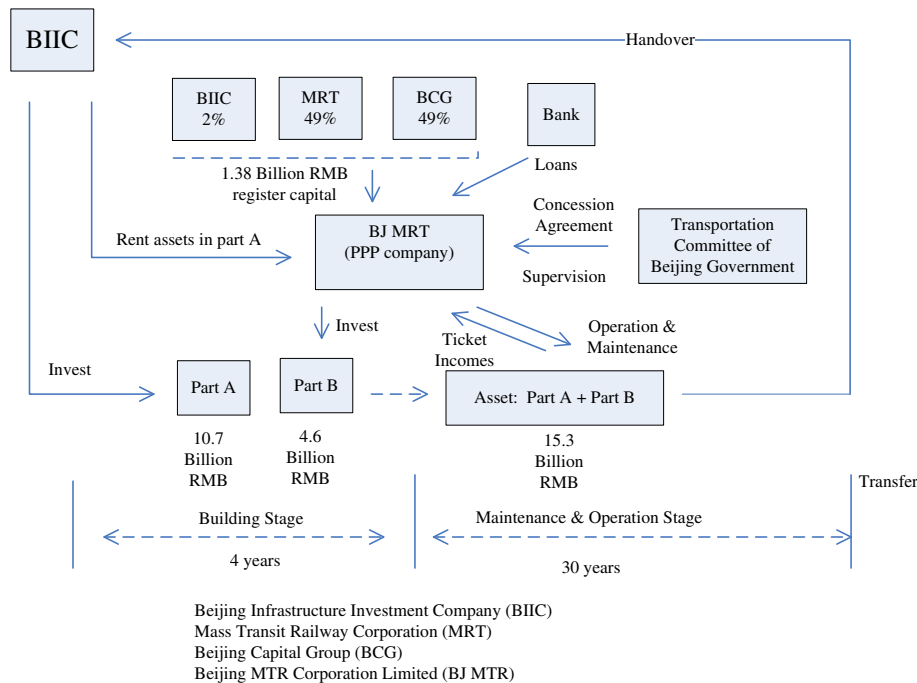 BIIC
Handover
BIIC
2%
MRT
49%
BCG
49%
Bank
Loans
1.38 Billion RMB
register capital
Concession
Agreement
BJ MRT
(PPP company)
Transportation
Committee of
Beijing Government
Rent assets in part A
Supervision
Invest
Ticket
Incomes
Operation &
Maintenance
Invest
Part A
Part B
Asset: Part A + Part B
10.7
Billion
RMB
4.6
Billion
RMB
15.3
Billion
RMB
Transfer
Building Stage
Maintenance & Operation Stage
4 years
30 years
Beijing Infrastructure Investment Company (BIIC)
Mass Transit Railway Corporation (MRT)
Beijing Capital Group (BCG)
Beijing MTR Corporation Limited (BJ MTR)